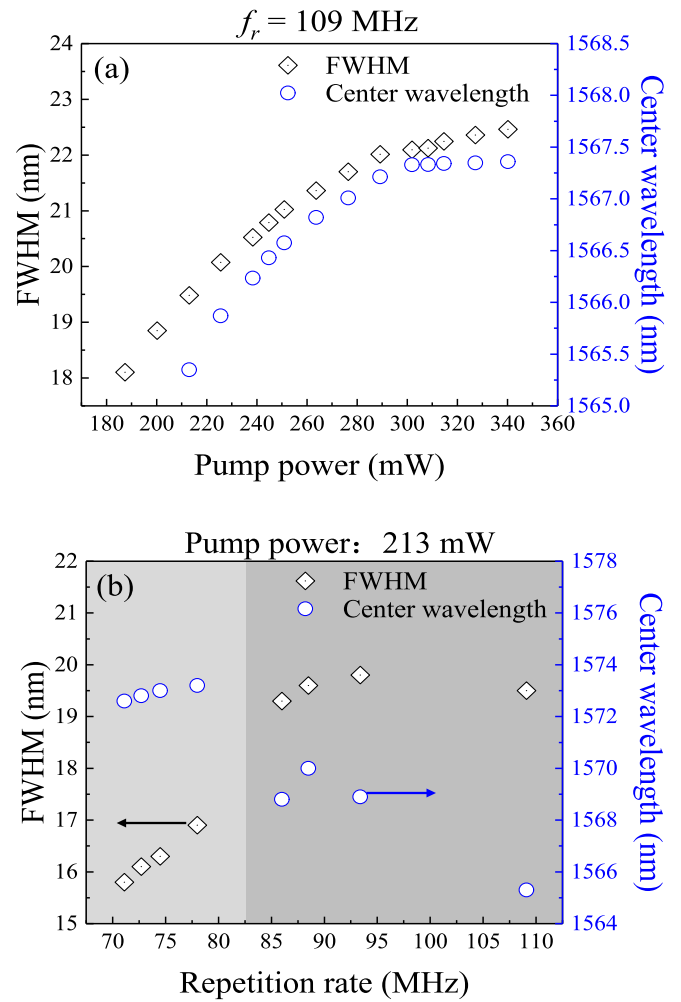 fr = 109 MHz
(a)
FWHM
Center wavelength
24
23
22
21
20
19
18
FWHM (nm)
1568.5
1568.0
1567.5
1567.0
1566.5
1566.0
1565.5
1565.0
Center wavelength (nm)
180 200 220 240 260 280 300 320 340 360
Pump power (mW)
Pump power：213 mW
(b)
FWHM
Center wavelength
22
21
20
19
18
17
16
15
FWHM (nm)
1578
1576
1574
1572
1570
1568
1566
1564
Center wavelength (nm)
70 75 80 85 90 95 100 105 110
Repetition rate (MHz)